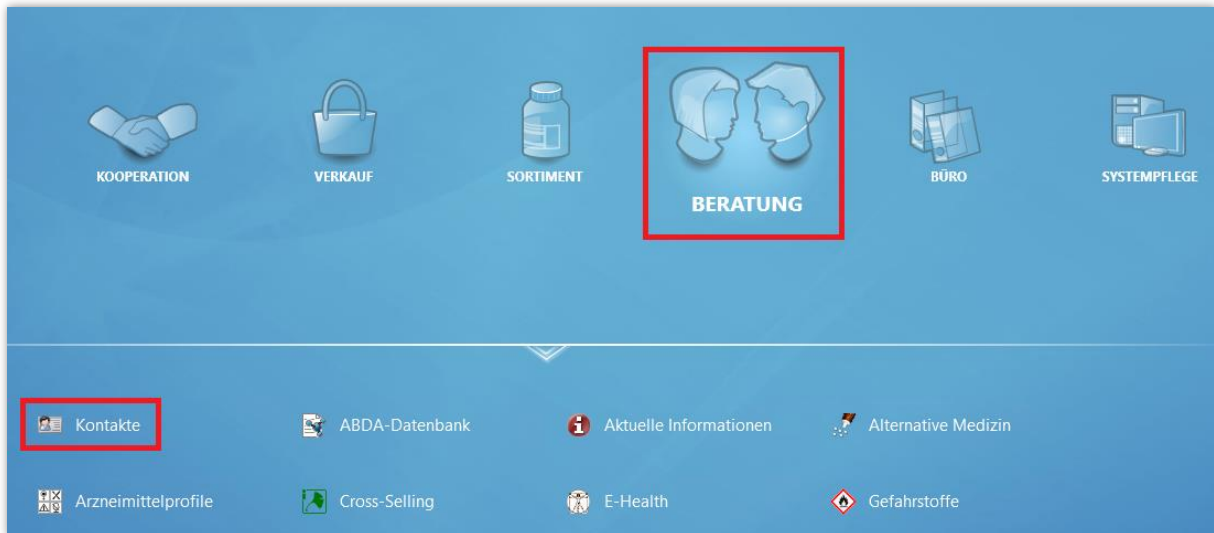 KOOPERATION
VERKAUF
SORTIMENT
BERATUNG
BÜRO
SYSTEMPFLEGE
Kontakte
ABDA-Datenbank
Aktuelle Informationen
Alternative Medizin
Arzneimittelprofile
Cross-Selling
E-Health
Gefahrstoffe